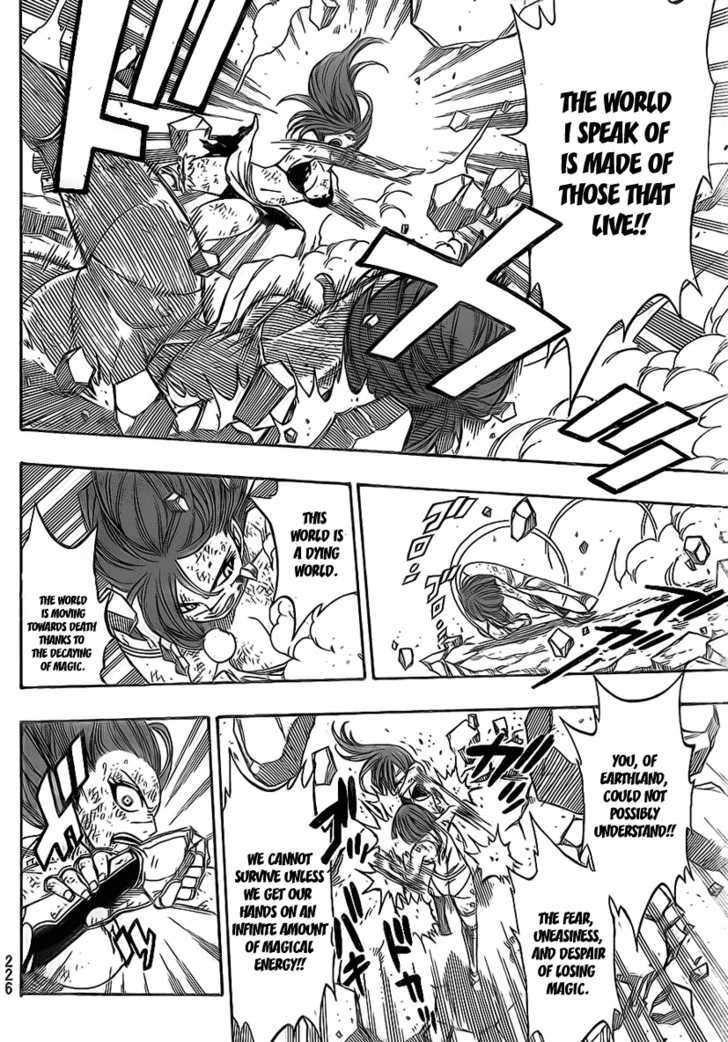 THE WORLD
I SPEAK OF
IS MADE OF
THOSE THAT
LIVE!!
THIS
WORLD IS
A DYING
WORLD.
THE WORLD
IS MOVING
TOWARDS DEATH
THANKS TO
THE DECAYING
OF MAGIC.
YOU, OF
EARTHLAND,
COULD NOT
POSSIBLY
UNDERSTAND!!
THE FEAR,
UNEASINESS,
AND DESPAIR
OF LOSING
MAGIC.
WE CANNOT
SURVIVE UNLESS
WE GET OUR
HANDS ON AN
INFINITE AMOUNT
OF MAGICAL
ENERGY!!
226